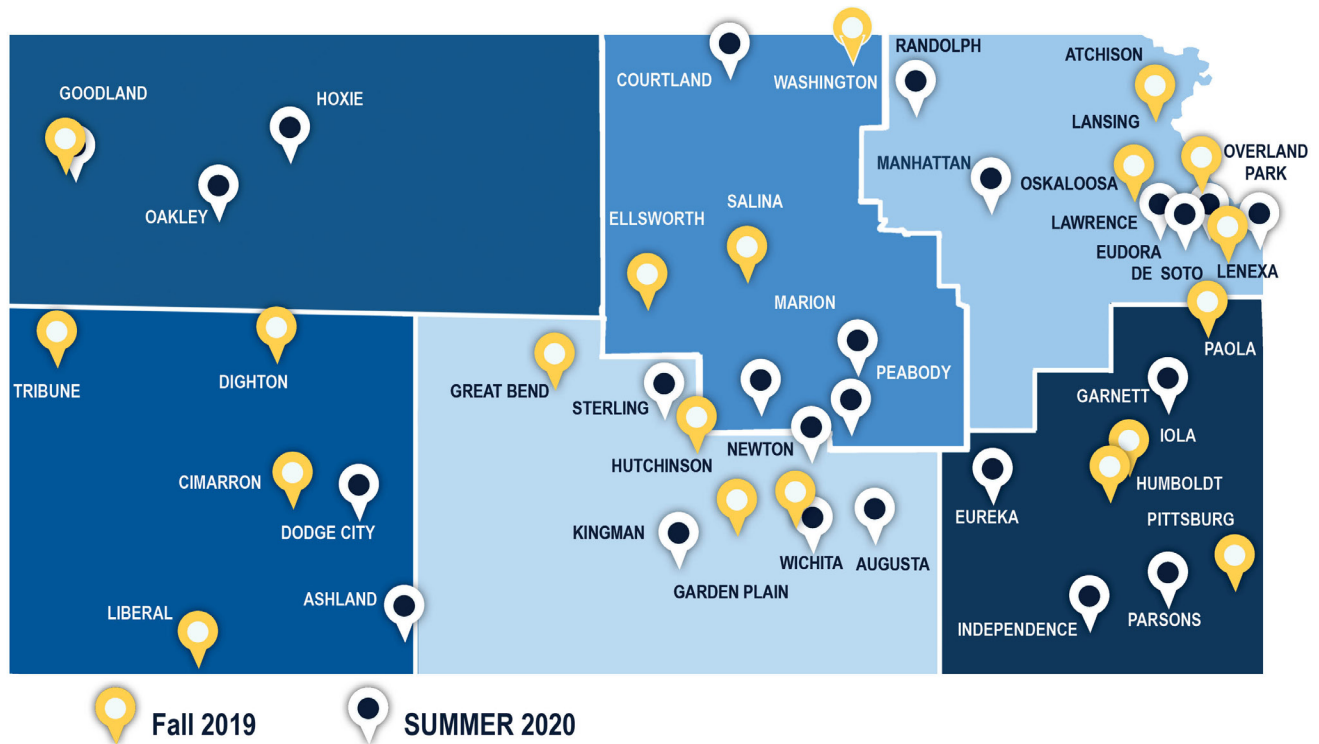 RANDOLPH
ATCHISON
COURTLAND
WASHINGTON
GOODLAND
HOXIE
LANSING
OVERLAND
PARK
MANHATTAN
OSKALOOSA
SALINA
OAKLEY
ELLSWORTH
LAWRENCE
EUDORA
DE SOTO
LENEXA
MARION
PAOLA
TRIBUNE
DIGHTON
GREAT BEND
PEABODY
STERLING
GARNETT
IOLA
NEWTON
HUTCHINSON
CIMARRON
HUMBOLDT
EUREKA
PITTSBURG
DODGE CITY
KINGMAN
WICHITA
AUGUSTA
GARDEN PLAIN
ASHLAND
LIBERAL
INDEPENDENCE
PARSONS
Fall 2019
SUMMER 2020